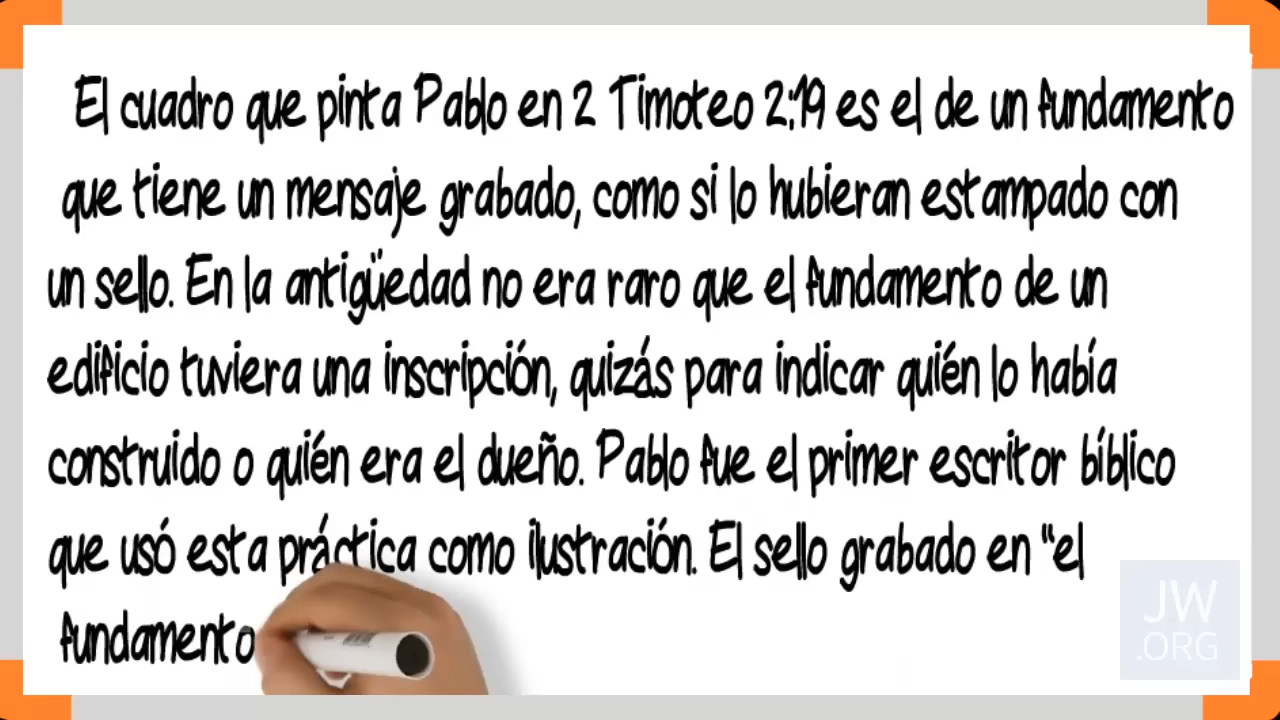 El cuadro que pinta Pablo en 2 Timoteo 2:19 es el de un fundamento
que tiene un mensaje grabado, como si lo hubieran estampado con
un sello. En la antigüedad no era raro que el fundamento de un
edificio tuviera una inscripción, quizás para indicar quién lo había
construido o quién era el dueño. Pablo fue el primer escritor bíblico
que usó esta práctica como ilustración. El sello grabado en "el
fundamento
JW
.ORG